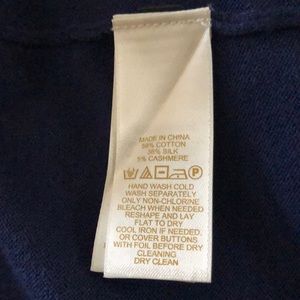 MADE IN CHINA
59% COTTON
36% SILK
5% CASHMERE
P
HAND WASH COLD
WASH SEPARATELY
ONLY NON-CHLORINE
BLEACH WHEN NEEDED
RESHAPE AND LAY
FLAT TO DRY
COOL IRON IF NEEDED.
OR COVER BUTTONS
WITH FOIL BEFORE DRY
CLEANING
DRY CLEAN